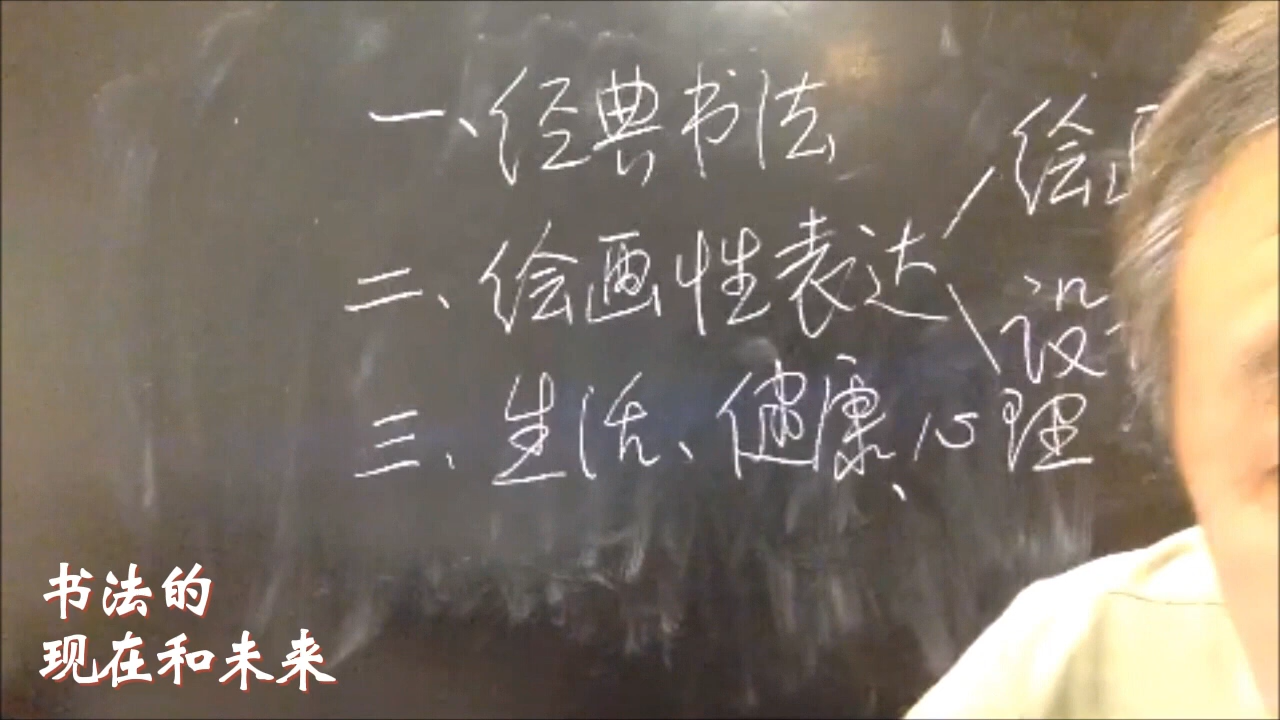 一、经典书法
二、绘画性表达
绘
设
三、生活、健康、心理
书法的
现在和未来